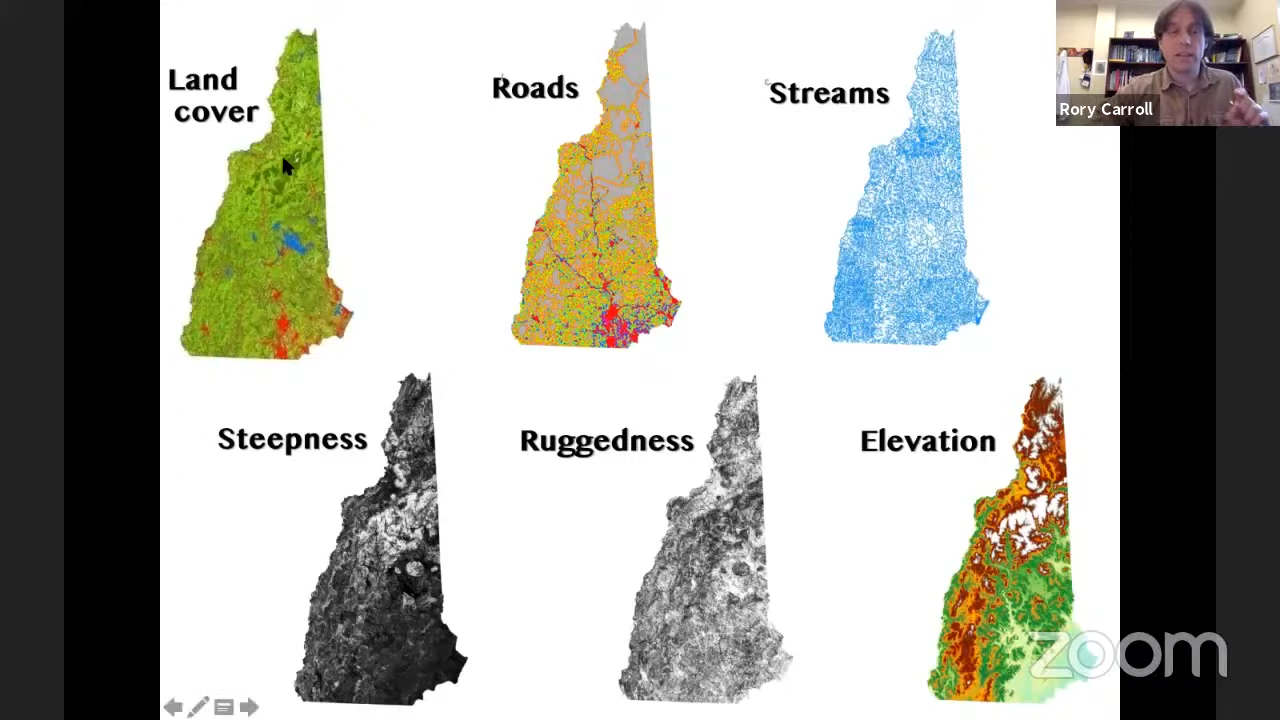 Land
cover
Roads
Streams
Rory Carroll
Steepness
Ruggedness
Elevation
zoom